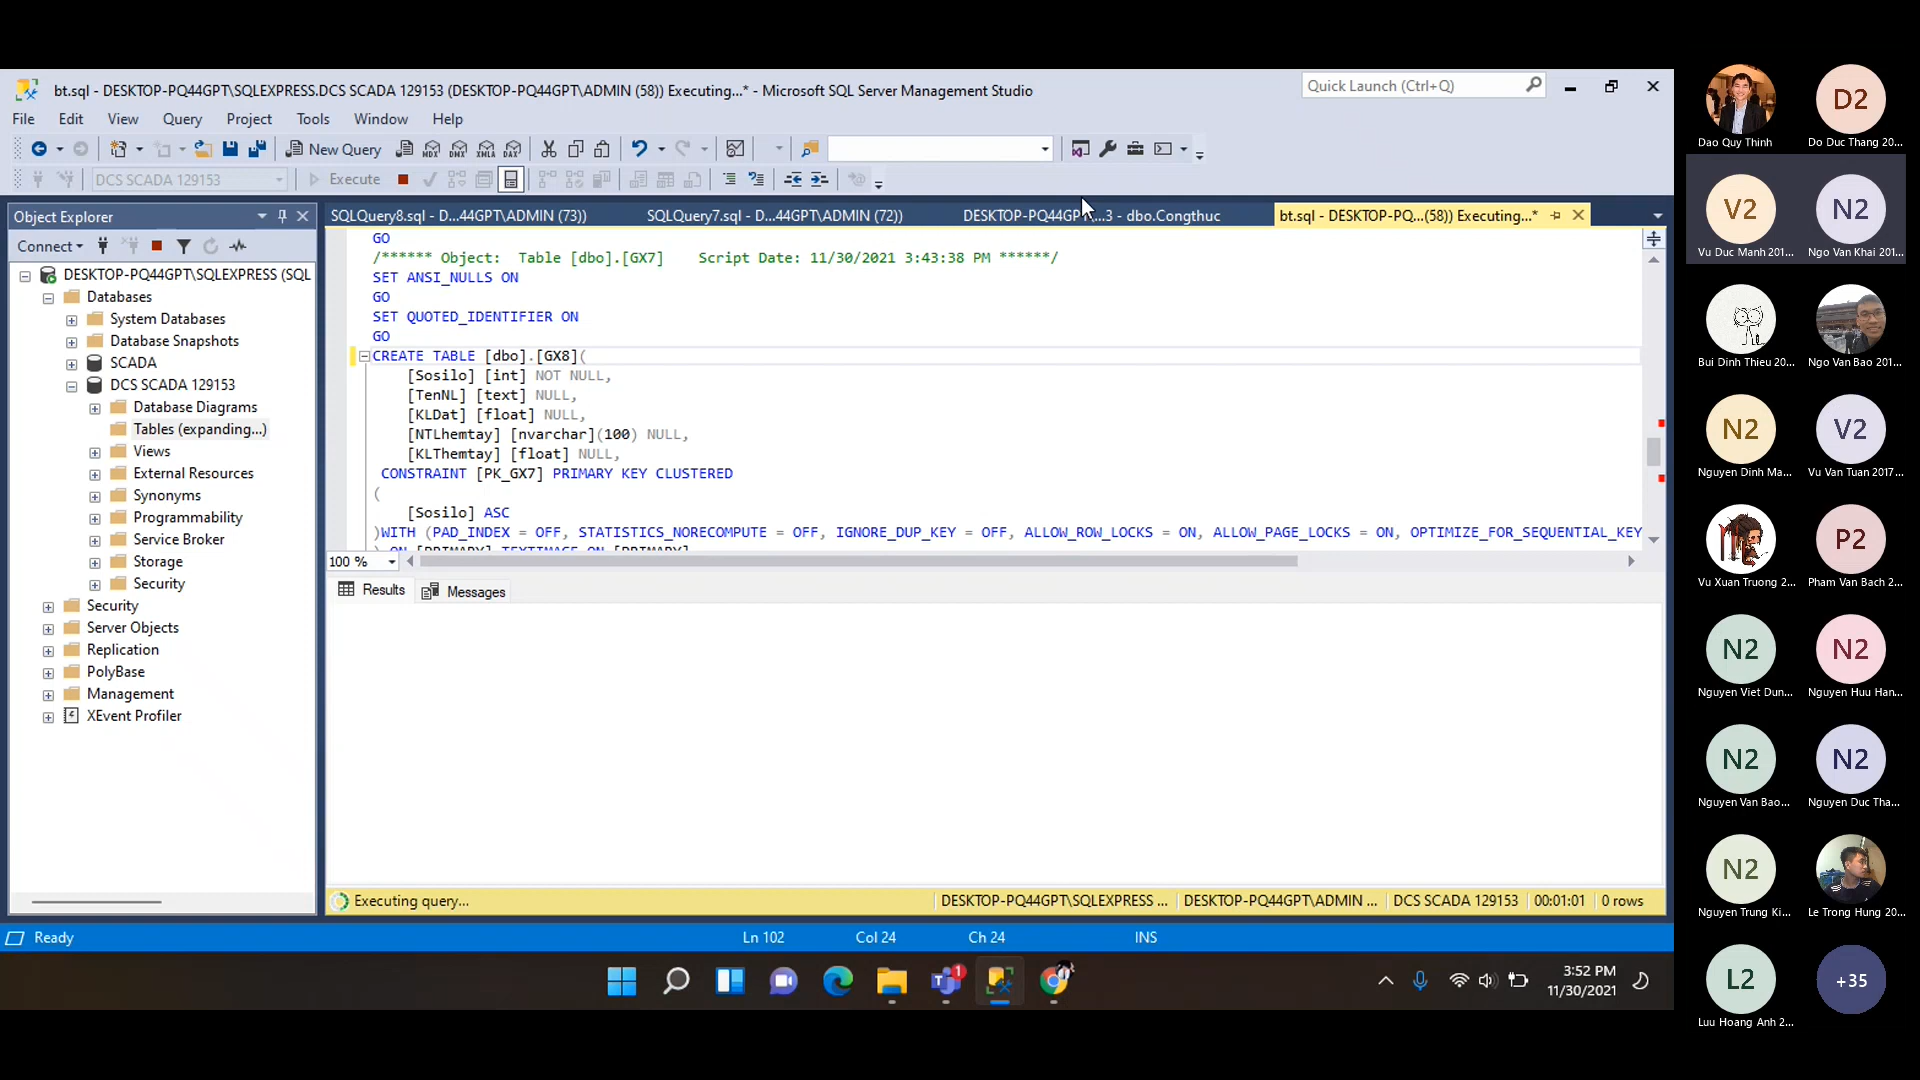 bt.sql - DESKTOP-PQ44GPT\SQLEXPRESS.DCS SCADA 129153 (DESKTOP-PQ44GPT\ADMIN (58)) Executing...* - Microsoft SQL Server Management Studio
Quick Launch (Ctrl+Q)
File Edit View Query Project Tools Window Help
New Query
MDX DMX XMLA DAX
DCS SCADA 129153
Execute
Object Explorer
SQLQuery8.sql - D...44GPT\ADMIN (73))
SQLQuery7.sql - D...44GPT\ADMIN (72))
DESKTOP-PQ44GPT\...3 - dbo.Congthuc
bt.sql - DESKTOP-PQ...(58)) Executing...*
Connect
DESKTOP-PQ44GPT\SQLEXPRESS (SQL
Databases
System Databases
Database Snapshots
SCADA
DCS SCADA 129153
Database Diagrams
Tables (expanding...)
Views
External Resources
Synonyms
Programmability
Service Broker
Storage
Security
Security
Server Objects
Replication
PolyBase
Management
XEvent Profiler
GO
/****** Object: Table [dbo].[GX7] Script Date: 11/30/2021 3:43:38 PM ******/
SET ANSI_NULLS ON
GO
SET QUOTED_IDENTIFIER ON
GO
CREATE TABLE [dbo].[GX8](
[Sosilo] [int] NOT NULL,
[TenNL] [text] NULL,
[KLDat] [float] NULL,
[NTLhemtay] [nvarchar](100) NULL,
[KLThemtay] [float] NULL,
CONSTRAINT [PK_GX7] PRIMARY KEY CLUSTERED
(
[Sosilo] ASC
)WITH (PAD_INDEX = OFF, STATISTICS_NORECOMPUTE = OFF, IGNORE_DUP_KEY = OFF, ALLOW_ROW_LOCKS = ON, ALLOW_PAGE_LOCKS = ON, OPTIMIZE_FOR_SEQUENTIAL_KEY
) ON [PRIMARY] TEXTIMAGE_ON [PRIMARY]
100 %
Results
Messages
Executing query...
DESKTOP-PQ44GPT\SQLEXPRESS ...
DESKTOP-PQ44GPT\ADMIN ...
DCS SCADA 129153
00:01:01
0 rows
Ready
Ln 102
Col 24
Ch 24
INS
1
3:52 PM
11/30/2021
Dao Quy Thinh
D2
Do Duc Thang 20...
V2
Vu Duc Manh 201...
N2
Ngo Van Khai 201...
Bui Dinh Thieu 20...
Ngo Van Bao 201...
N2
Nguyen Dinh Ma...
V2
Vu Van Tuan 2017...
Vu Xuan Truong 2...
P2
Pham Van Bach 2...
N2
Nguyen Viet Dun...
N2
Nguyen Huu Han...
N2
Nguyen Van Bao...
N2
Nguyen Duc Tha...
N2
Nguyen Trung Ki...
Le Trong Hung 20...
L2
Luu Hoang Anh 2...
+35